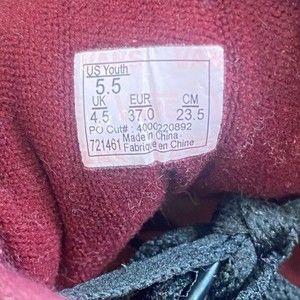 US Youth
5.5
UK EUR CM
4.5 37.0 23.5
PO Cut# : 4000220892
Made in China
721461 Fabriqué en Chine